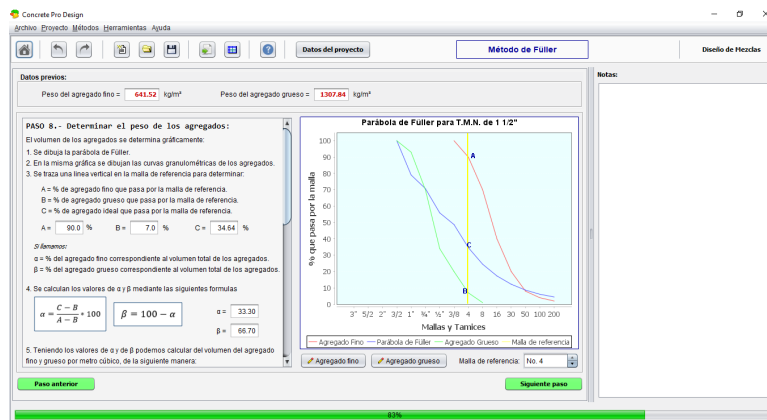 Concrete Pro Design
Archivo Proyecto Métodos Herramientas Ayuda
Datos del proyecto
Método de Füller
Diseño de Mezclas
Datos previos:
Peso del agregado fino = 641.52 kg/m³ Peso del agregado grueso = 1307.84 kg/m³
Notas:
PASO 8.- Determinar el peso de los agregados:
El volumen de los agregados se determina gráficamente:
1. Se dibuja la parábola de Füller.
2. En la misma gráfica se dibujan las curvas granulométricas de los agregados.
3. Se traza una linea vertical en la malla de referencia para determinar:
A = % de agregado fino que pasa por la malla de referencia.
B = % de agregado grueso que pasa por la malla de referencia.
C = % de agregado ideal que pasa por la malla de referencia.
A = 90.0 % B = 7.0 % C = 34.64 %
Si llamamos:
α = % del agregado fino correspondiente al volumen total de los agregados.
β = % del agregado grueso correspondiente al volumen total de los agregados.
4. Se calculan los valores de α y β mediante las siguientes formulas
α = C − B / A − B * 100
β = 100 − α
α = 33.30
β = 66.70
5. Teniendo los valores de α y de β podemos calcular del volumen del agregado
fino y grueso por metro cúbico, de la siguiente manera:
Parábola de Füller para T.M.N. de 1 1/2"
% que pasa por la malla
100
90
80
70
60
50
40
30
20
10
0
A
C
B
3" 5/2 2" 3/2 1" ¾" ½" 3/8 4 8 16 30 50 100 200
Mallas y Tamices
Agregado Fino Parábola de Füller Agregado Grueso Malla de referencia
Agregado fino Agregado grueso Malla de referencia: No. 4
Paso anterior
Siguiente paso
83%